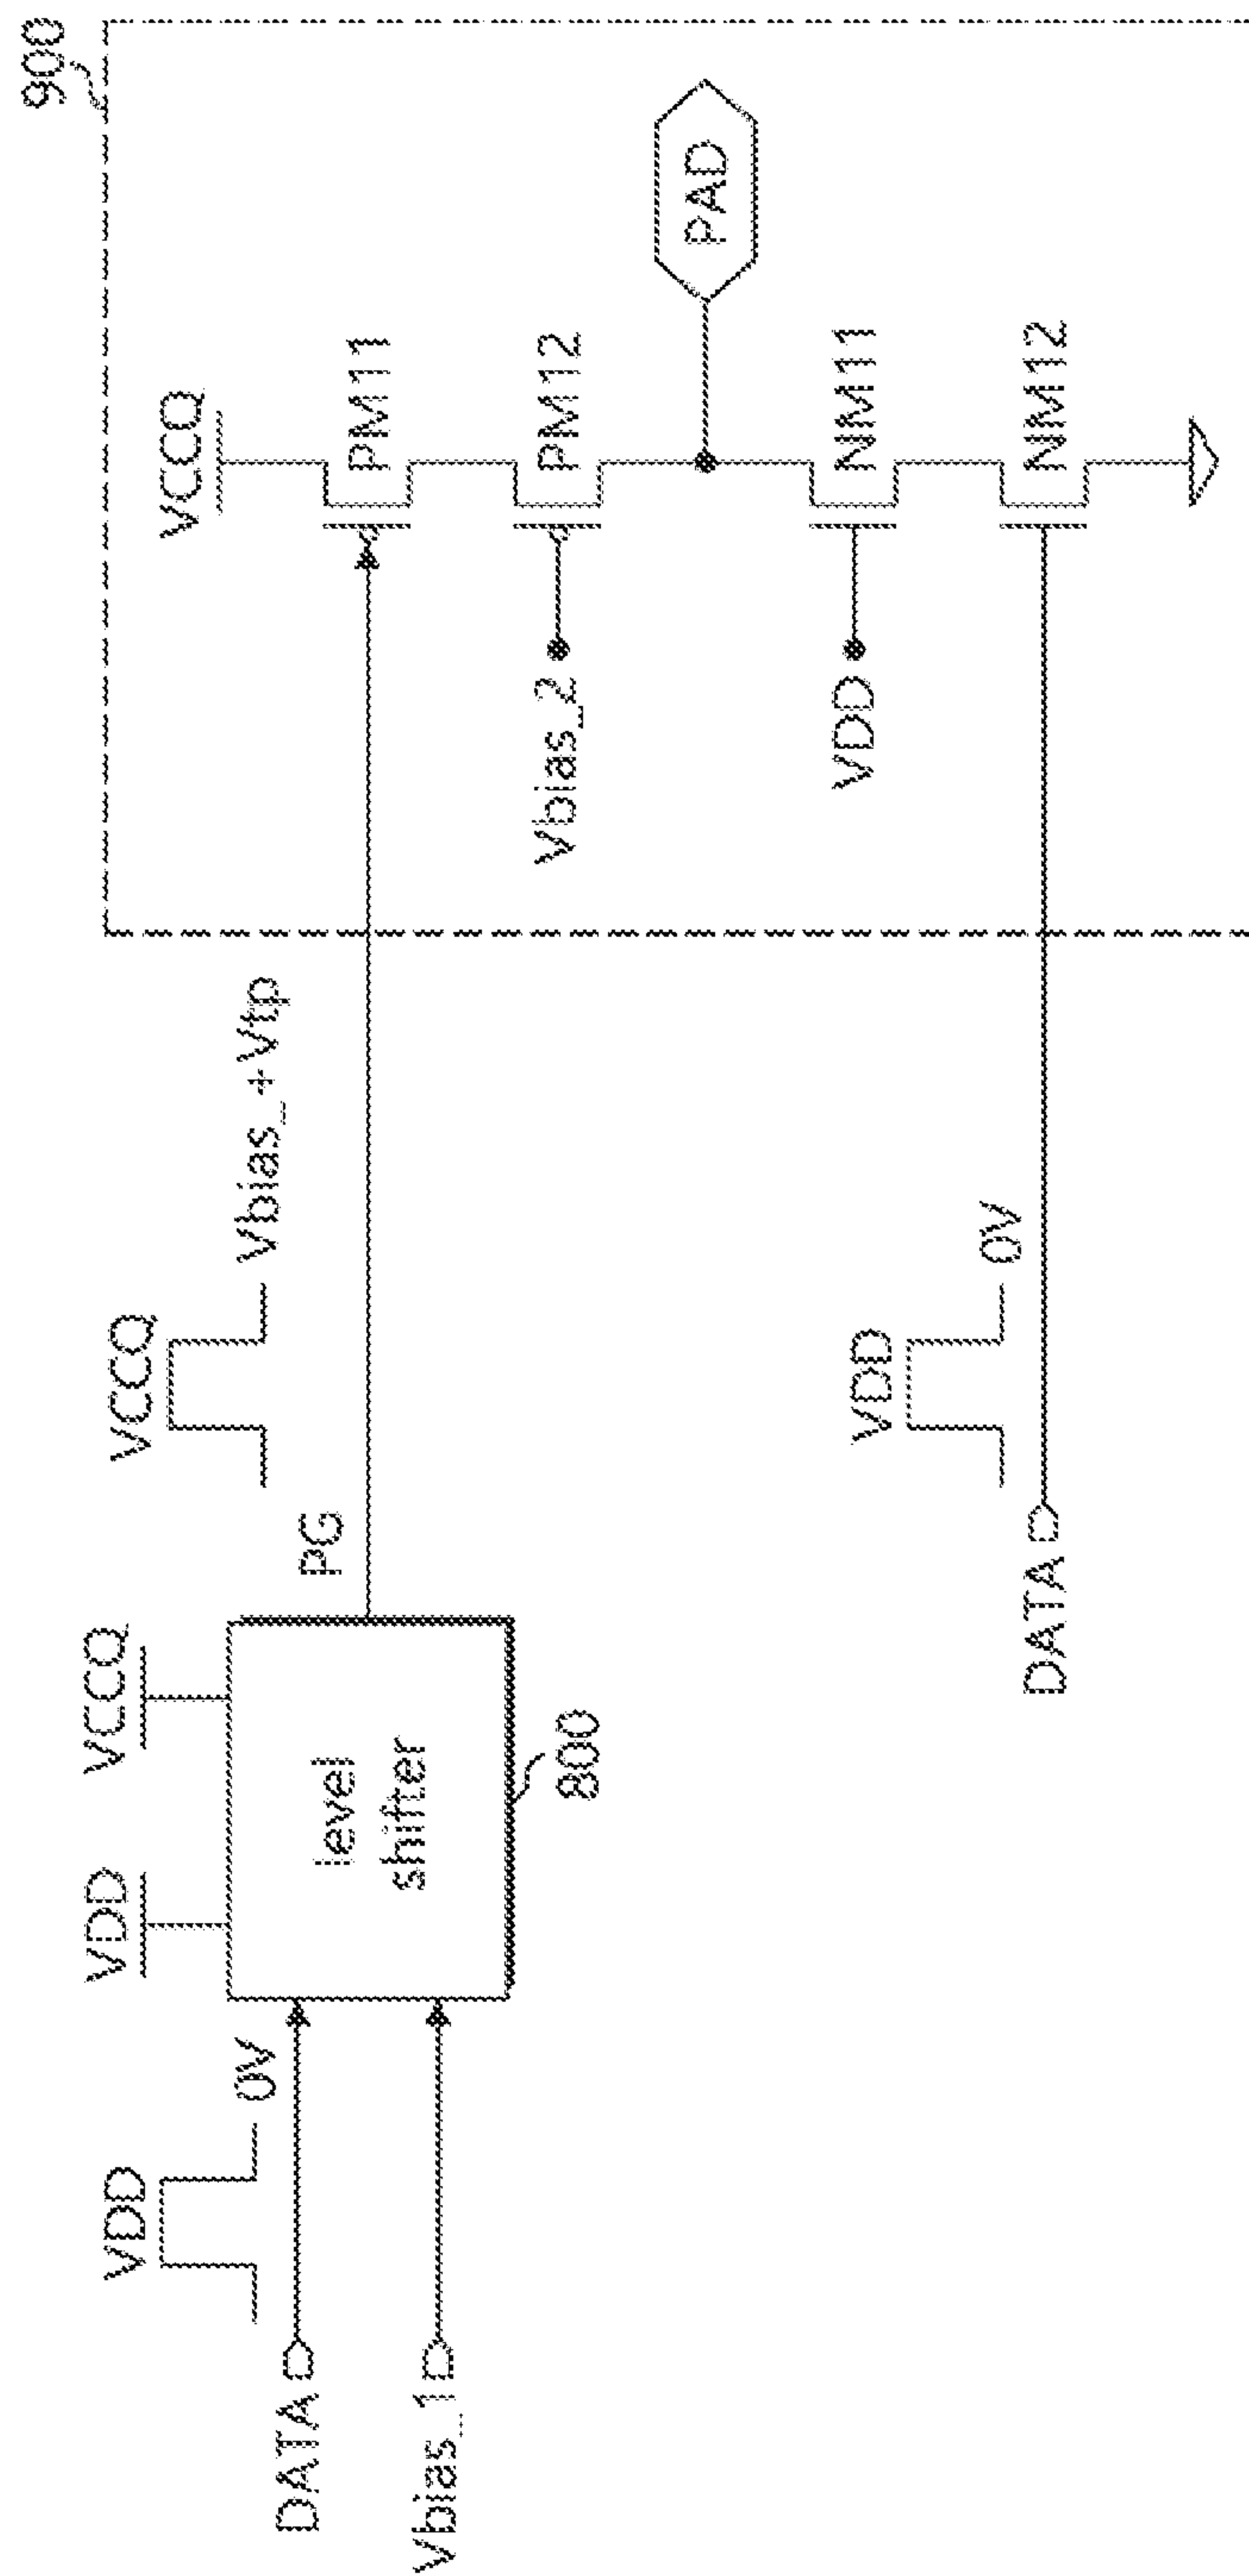 900
VCCQ
PM11
PM12
PAD
NM11
NM12
Vbias_2
VDD
VCCQ
Vbias_+Vtp
PG
VDD
0V
DATA
VDD
VCCQ
level
shifter
800
VDD
0V
DATA
Vbias_1